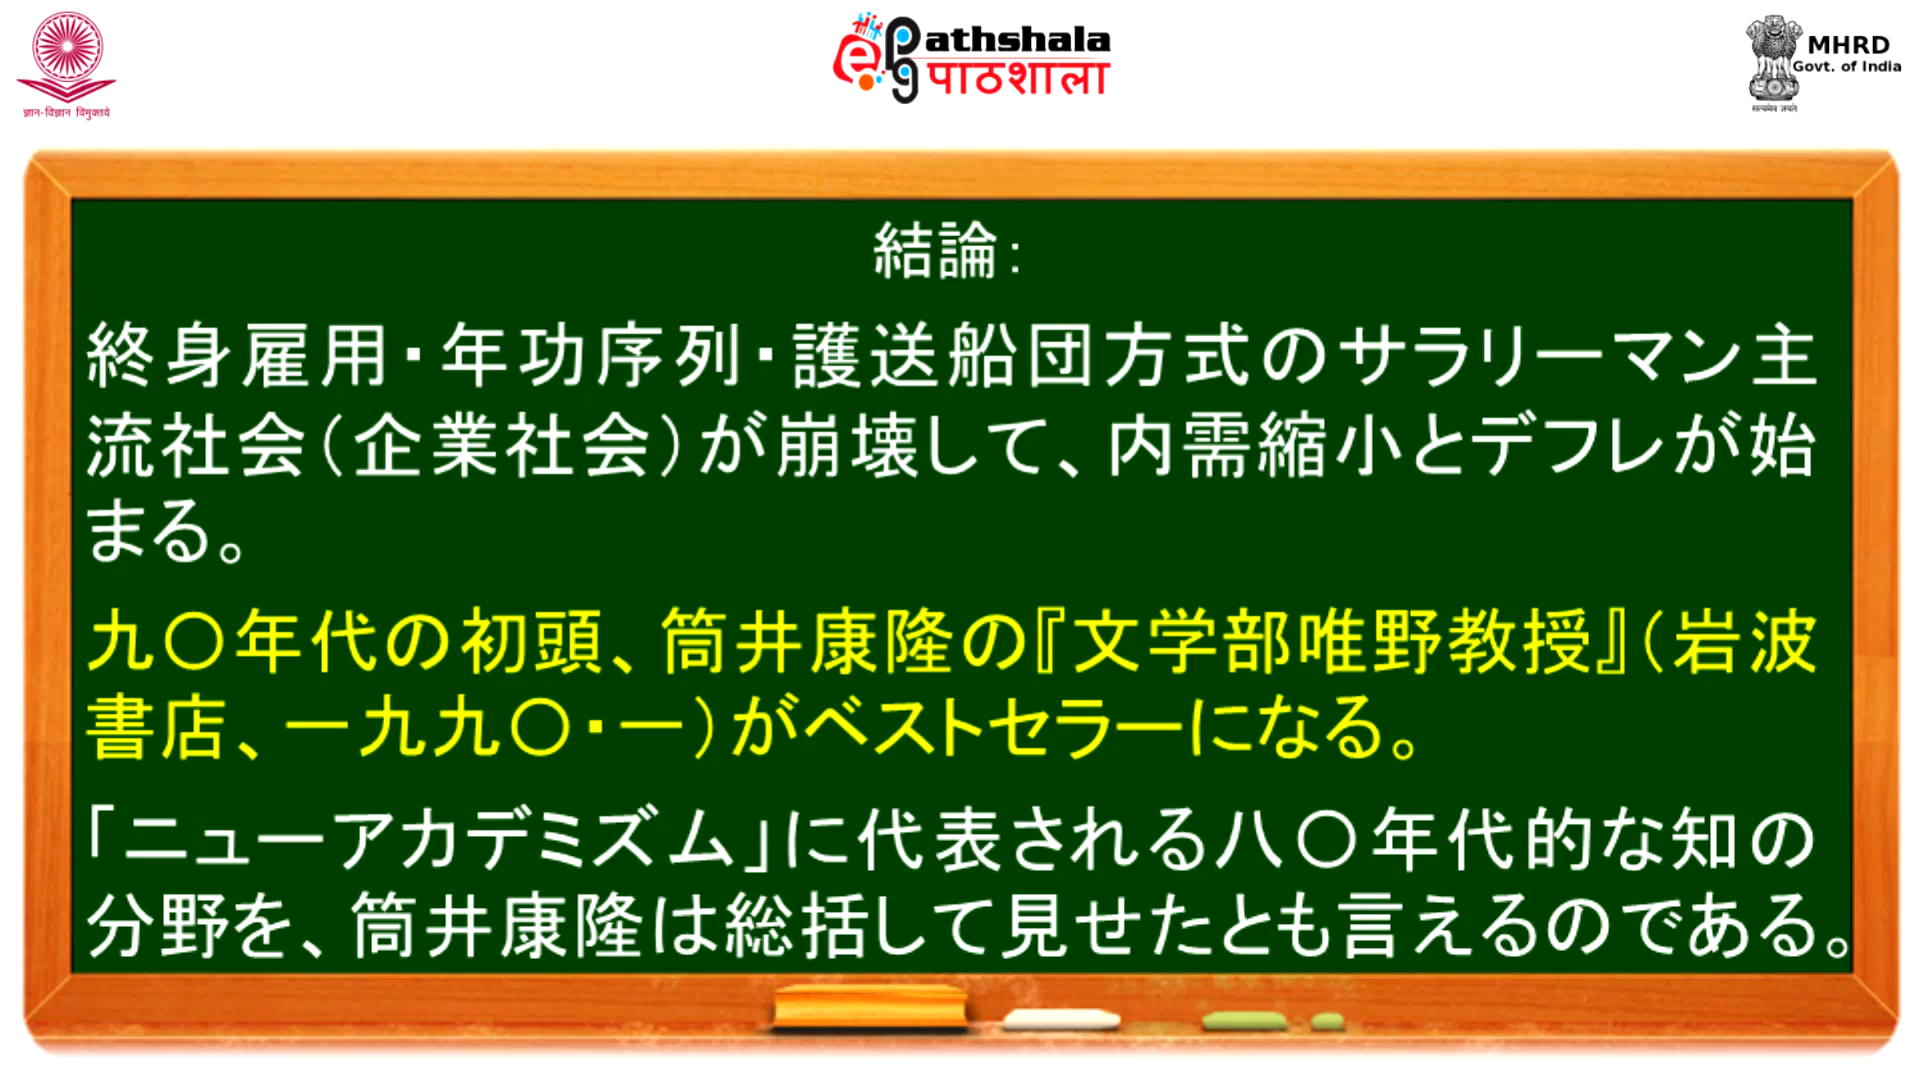 ज्ञान-विज्ञान विमुक्तये
ePG Pathshala
पाठशाला
MHRD
Govt. of India
सत्यमेव जयते
結論：
終身雇用・年功序列・護送船団方式のサラリーマン主
流社会（企業社会）が崩壊して、内需縮小とデフレが始
まる。
九〇年代の初頭、筒井康隆の『文学部唯野教授』（岩波
書店、一九九〇・一）がベストセラーになる。
「ニューアカデミズム」に代表される八〇年代的な知の
分野を、筒井康隆は総括して見せたとも言えるのである。